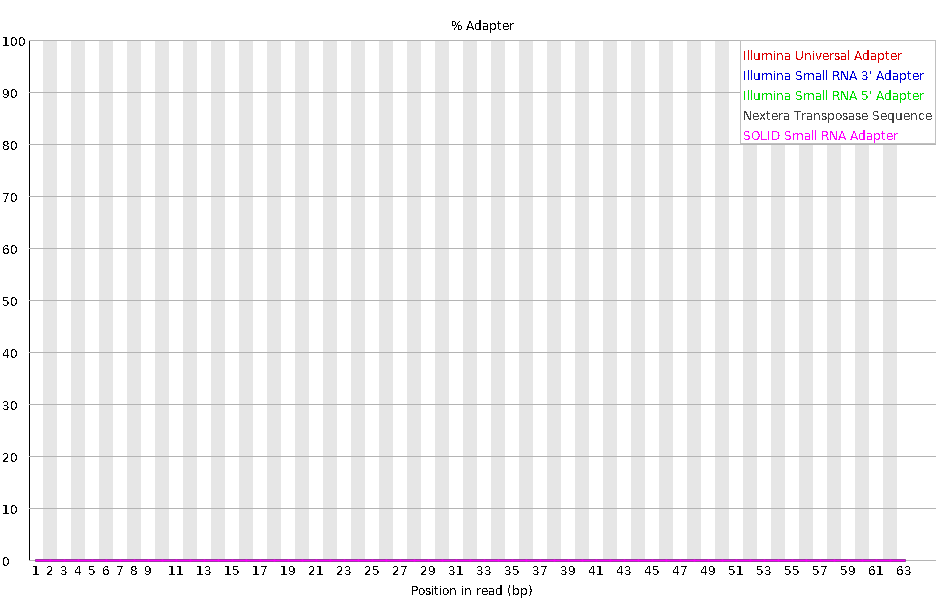 % Adapter
100
90
80
70
60
50
40
30
20
10
0
Illumina Universal Adapter
Illumina Small RNA 3' Adapter
Illumina Small RNA 5' Adapter
Nextera Transposase Sequence
SOLID Small RNA Adapter
1 2 3 4 5 6 7 8 9 11 13 15 17 19 21 23 25 27 29 31 33 35 37 39 41 43 45 47 49 51 53 55 57 59 61 63
Position in read (bp)